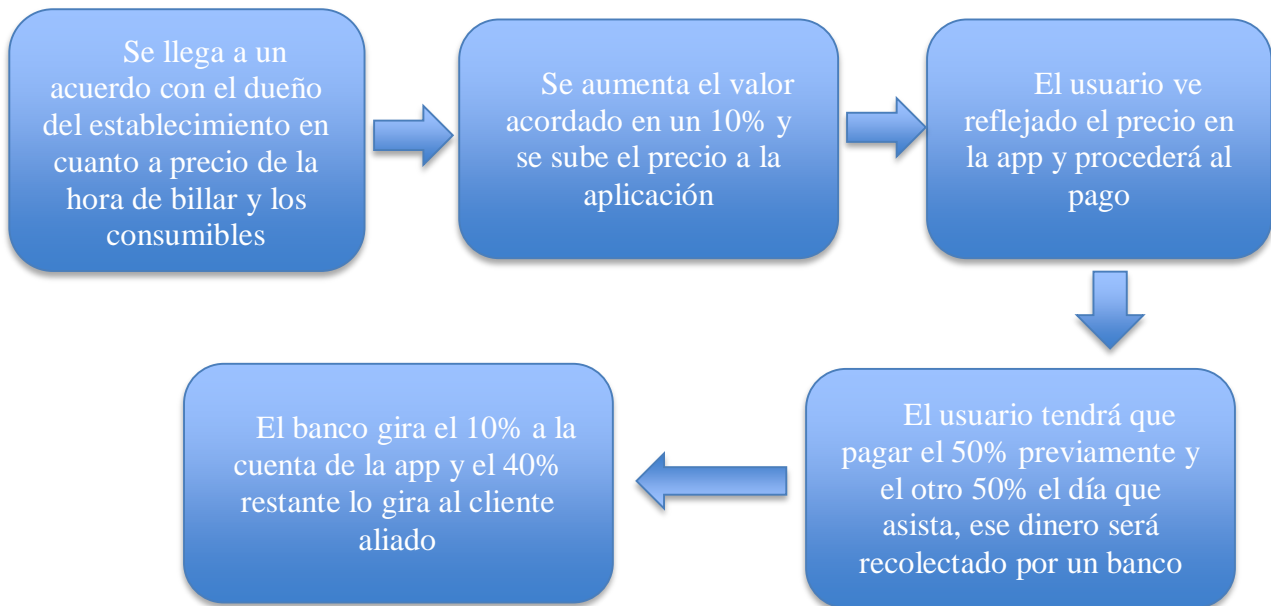 Se llega a un
acuerdo con el dueño
del establecimiento en
cuanto a precio de la
hora de billar y los
consumibles
Se aumenta el valor
acordado en un 10% y
se sube el precio a la
aplicación
El usuario ve
reflejado el precio en
la app y procederá al
pago
El usuario tendrá que
pagar el 50% previamente y
el otro 50% el día que
asista, ese dinero será
recolectado por un banco
El banco gira el 10% a la
cuenta de la app y el 40%
restante lo gira al cliente
aliado